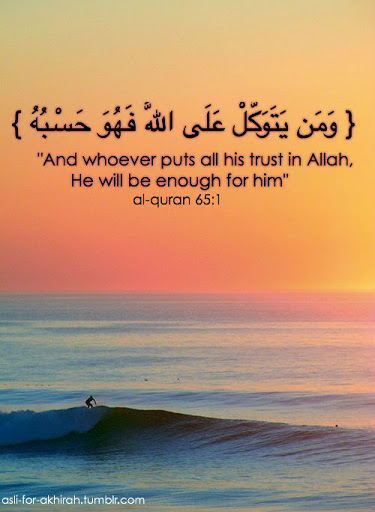 { وَمَن يَتَوَكَّلْ عَلَى اللَّهِ فَهُوَ حَسْبُهُ }
"And whoever puts all his trust in Allah,
He will be enough for him"
al-quran 65:1
asli-for-akhirah.tumblr.com